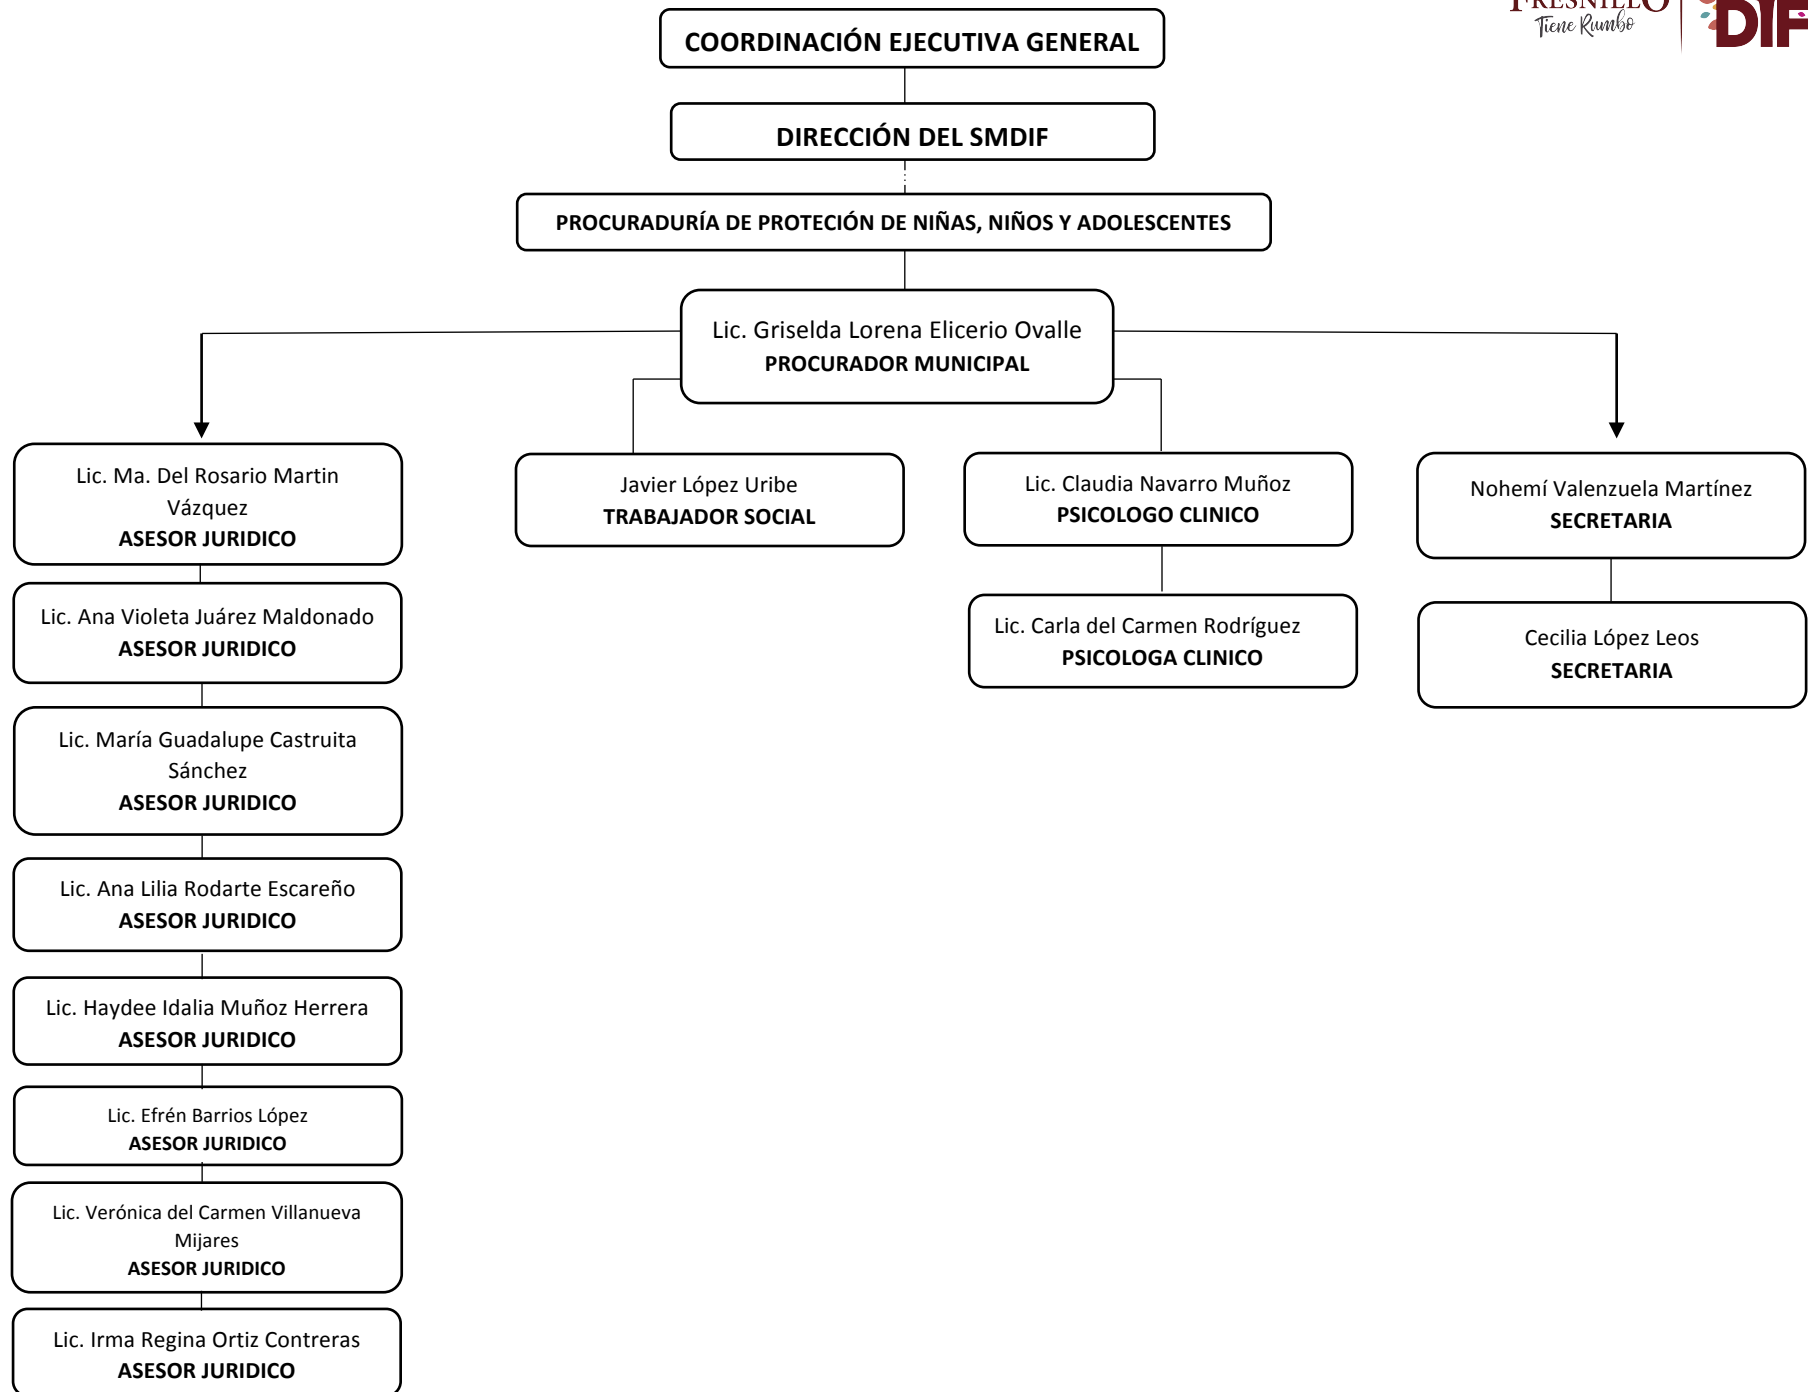 FRESNILLO
Tiene Rumbo
DIF
COORDINACIÓN EJECUTIVA GENERAL
DIRECCIÓN DEL SMDIF
PROCURADURÍA DE PROTECIÓN DE NIÑAS, NIÑOS Y ADOLESCENTES
Lic. Griselda Lorena Elicerio Ovalle
PROCURADOR MUNICIPAL
Lic. Ma. Del Rosario Martin
Vázquez
ASESOR JURIDICO
Lic. Ana Violeta Juárez Maldonado
ASESOR JURIDICO
Lic. María Guadalupe Castruita
Sánchez
ASESOR JURIDICO
Lic. Ana Lilia Rodarte Escareño
ASESOR JURIDICO
Lic. Haydee Idalia Muñoz Herrera
ASESOR JURIDICO
Lic. Efrén Barrios López
ASESOR JURIDICO
Lic. Verónica del Carmen Villanueva
Mijares
ASESOR JURIDICO
Lic. Irma Regina Ortiz Contreras
ASESOR JURIDICO
Javier López Uribe
TRABAJADOR SOCIAL
Lic. Claudia Navarro Muñoz
PSICOLOGO CLINICO
Lic. Carla del Carmen Rodríguez
PSICOLOGA CLINICO
Nohemí Valenzuela Martínez
SECRETARIA
Cecilia López Leos
SECRETARIA